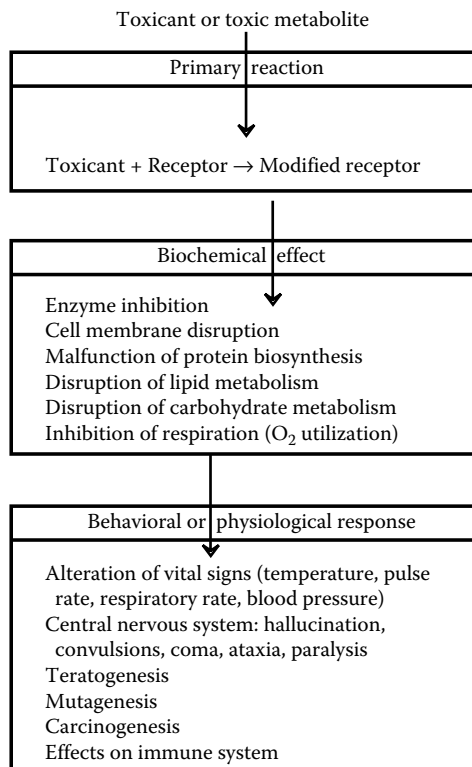 Toxicant or toxic metabolite
Primary reaction
Toxicant + Receptor → Modified receptor
Biochemical effect
Enzyme inhibition
Cell membrane disruption
Malfunction of protein biosynthesis
Disruption of lipid metabolism
Disruption of carbohydrate metabolism
Inhibition of respiration (O₂ utilization)
Behavioral or physiological response
Alteration of vital signs (temperature, pulse
rate, respiratory rate, blood pressure)
Central nervous system: hallucination,
convulsions, coma, ataxia, paralysis
Teratogenesis
Mutagenesis
Carcinogenesis
Effects on immune system